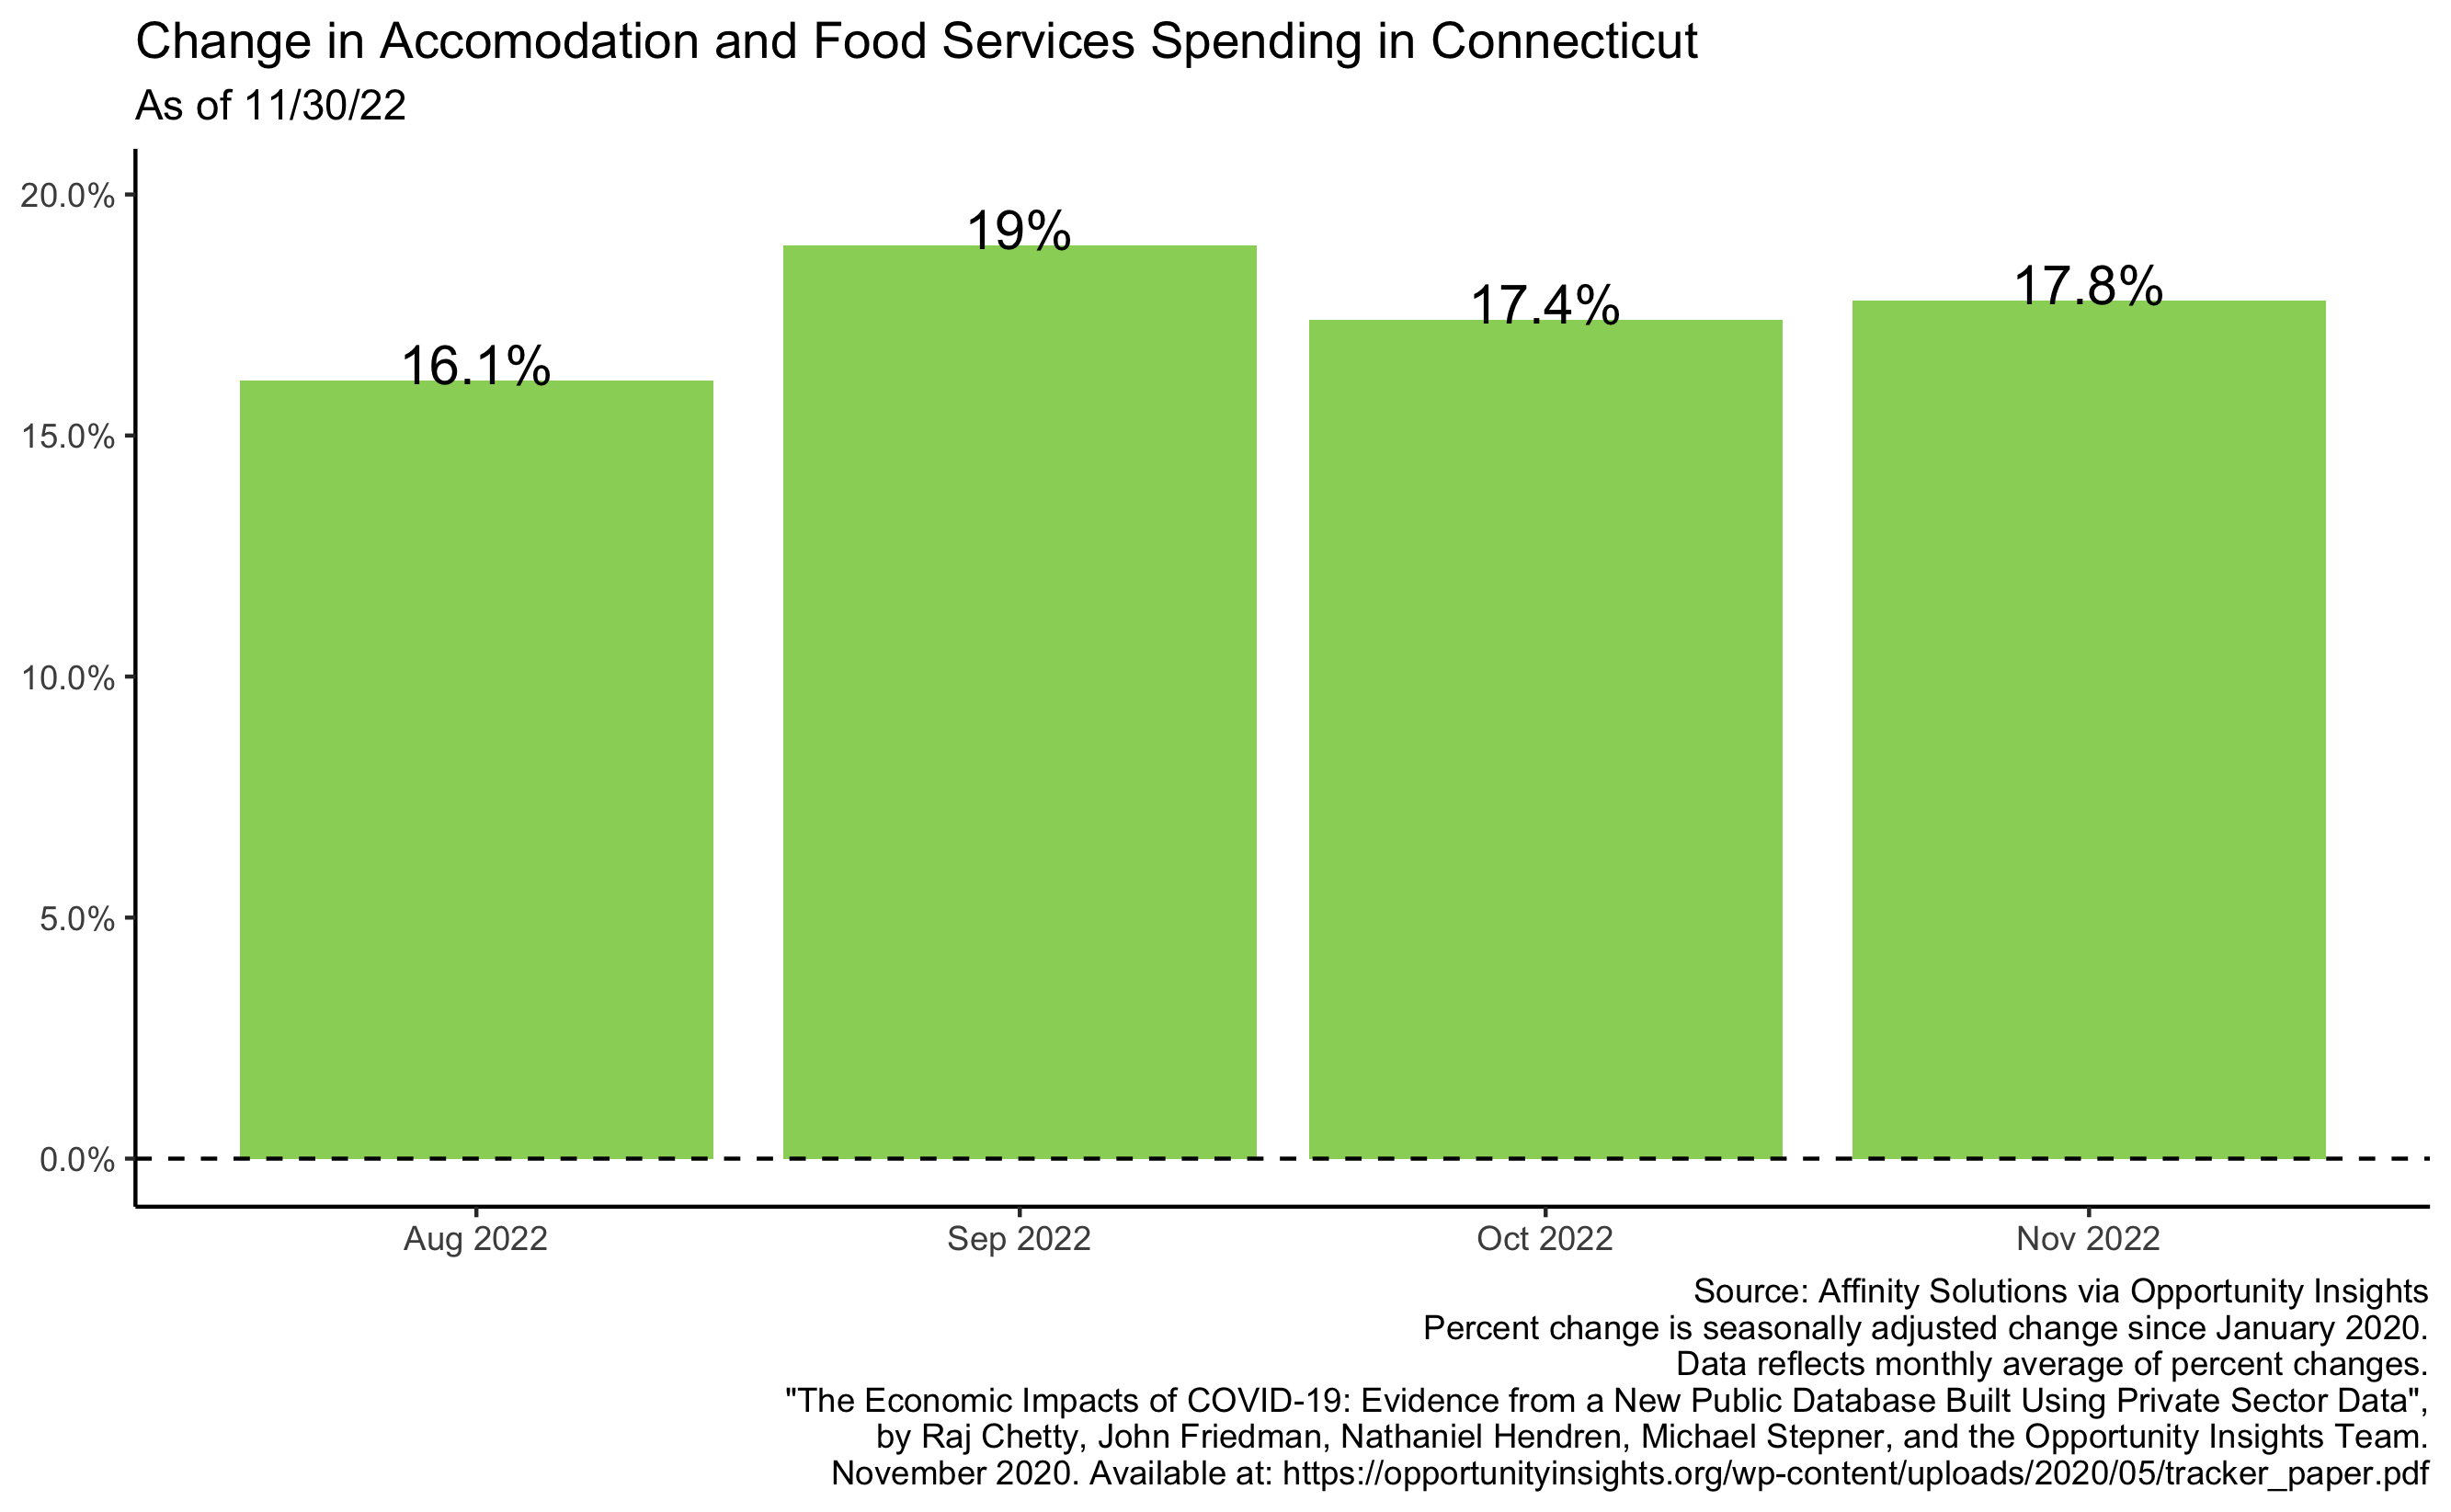 Change in Accomodation and Food Services Spending in Connecticut
As of 11/30/22
20.0%
15.0%
10.0%
5.0%
0.0%
16.1%
19%
17.4%
17.8%
Aug 2022
Sep 2022
Oct 2022
Nov 2022
Source: Affinity Solutions via Opportunity Insights
Percent change is seasonally adjusted change since January 2020.
Data reflects monthly average of percent changes.
"The Economic Impacts of COVID-19: Evidence from a New Public Database Built Using Private Sector Data",
by Raj Chetty, John Friedman, Nathaniel Hendren, Michael Stepner, and the Opportunity Insights Team.
November 2020. Available at: https://opportunityinsights.org/wp-content/uploads/2020/05/tracker_paper.pdf